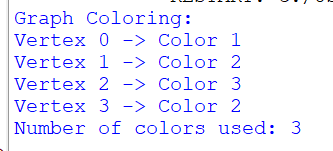 Graph Coloring:
Vertex 0 -> Color 1
Vertex 1 -> Color 2
Vertex 2 -> Color 3
Vertex 3 -> Color 2
Number of colors used: 3